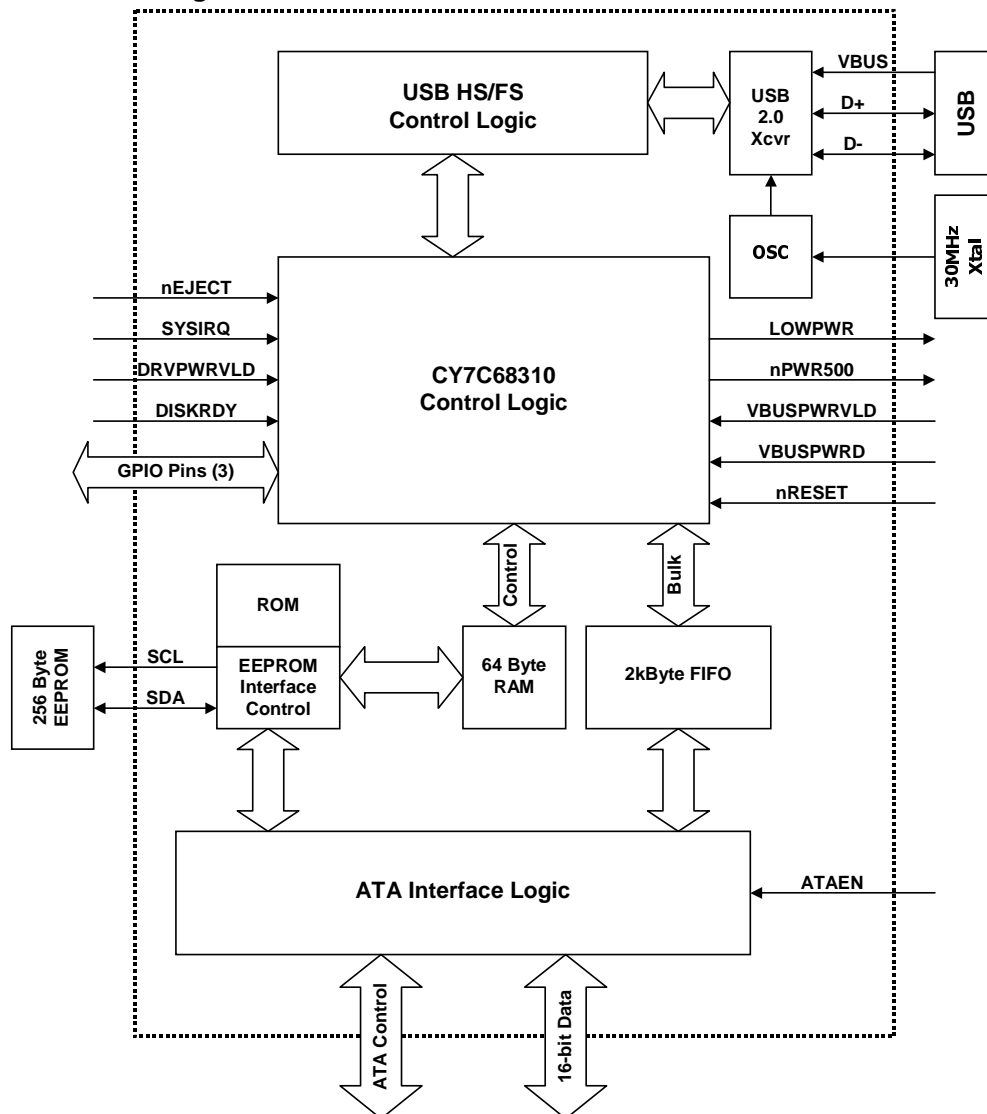 USB HS/FS
Control Logic
USB
2.0
Xcvr
VBUS
D+
D-
USB
OSC
30MHz
Xtal
nEJECT
SYSIRQ
DRVPWRVLD
DISKRDY
GPIO Pins (3)
CY7C68310
Control Logic
LOWPWR
nPWR500
VBUSPWRVLD
VBUSPWRD
nRESET
Control
Bulk
ROM
EEPROM
Interface
Control
256 Byte
EEPROM
SCL
SDA
64 Byte
RAM
2kByte FIFO
ATA Interface Logic
ATAEN
ATA Control
16-bit Data